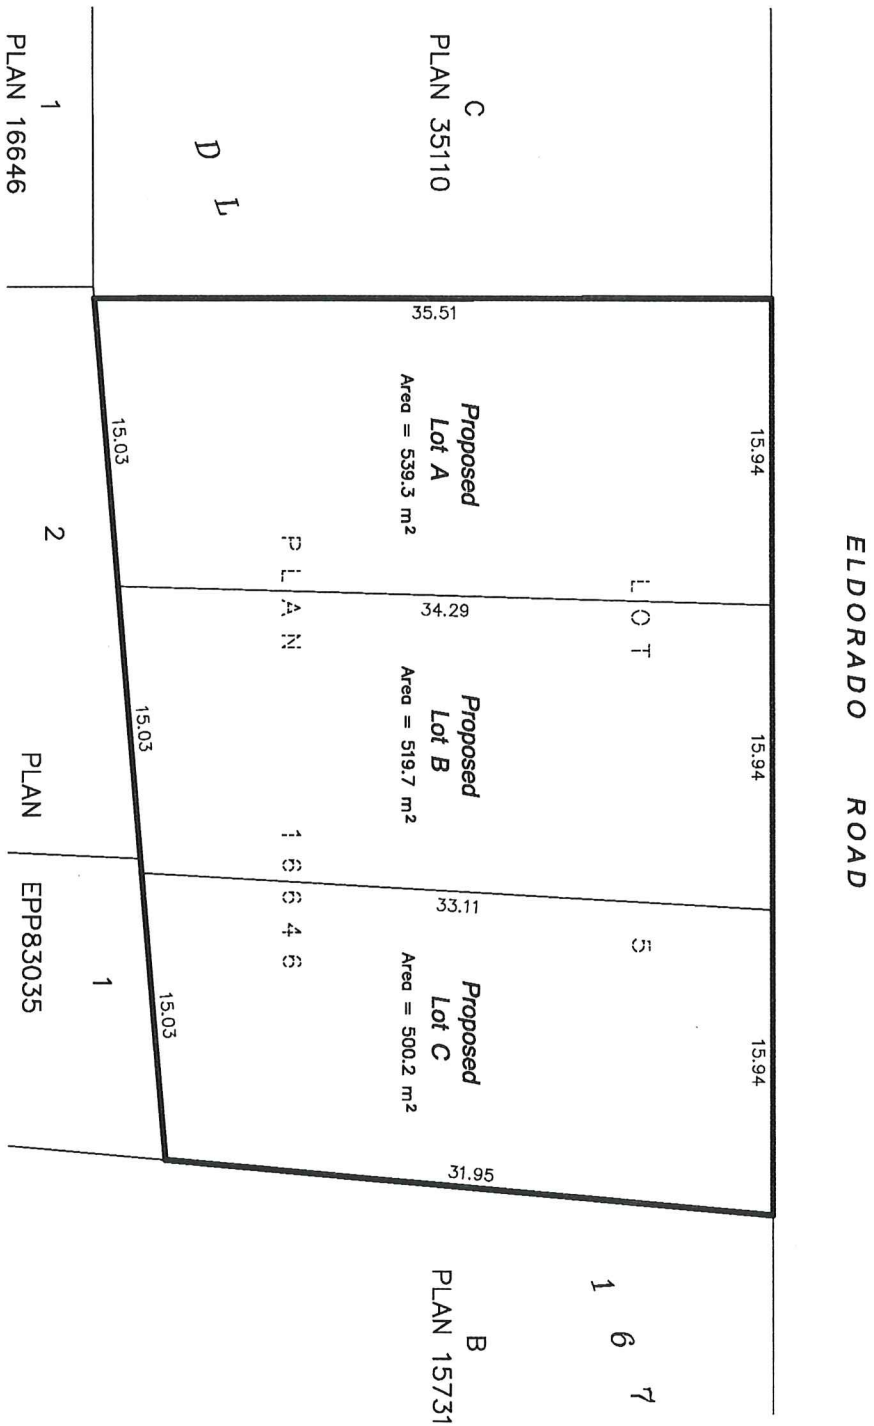 ELDORADO ROAD
C
PLAN 35110
D L
1
PLAN 16646
15.94
15.94
15.94
35.51
Proposed
Lot A
Area = 539.3 m²
15.03
34.29
Proposed
Lot B
Area = 519.7 m²
15.03
33.11
Proposed
Lot C
Area = 500.2 m²
15.03
31.95
LOT 5
PLAN 16646
2
1
PLAN EPP83035
1 6 7
B
PLAN 15731